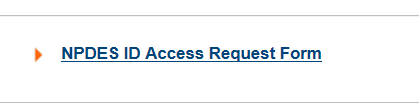 NPDES ID Access Request Form